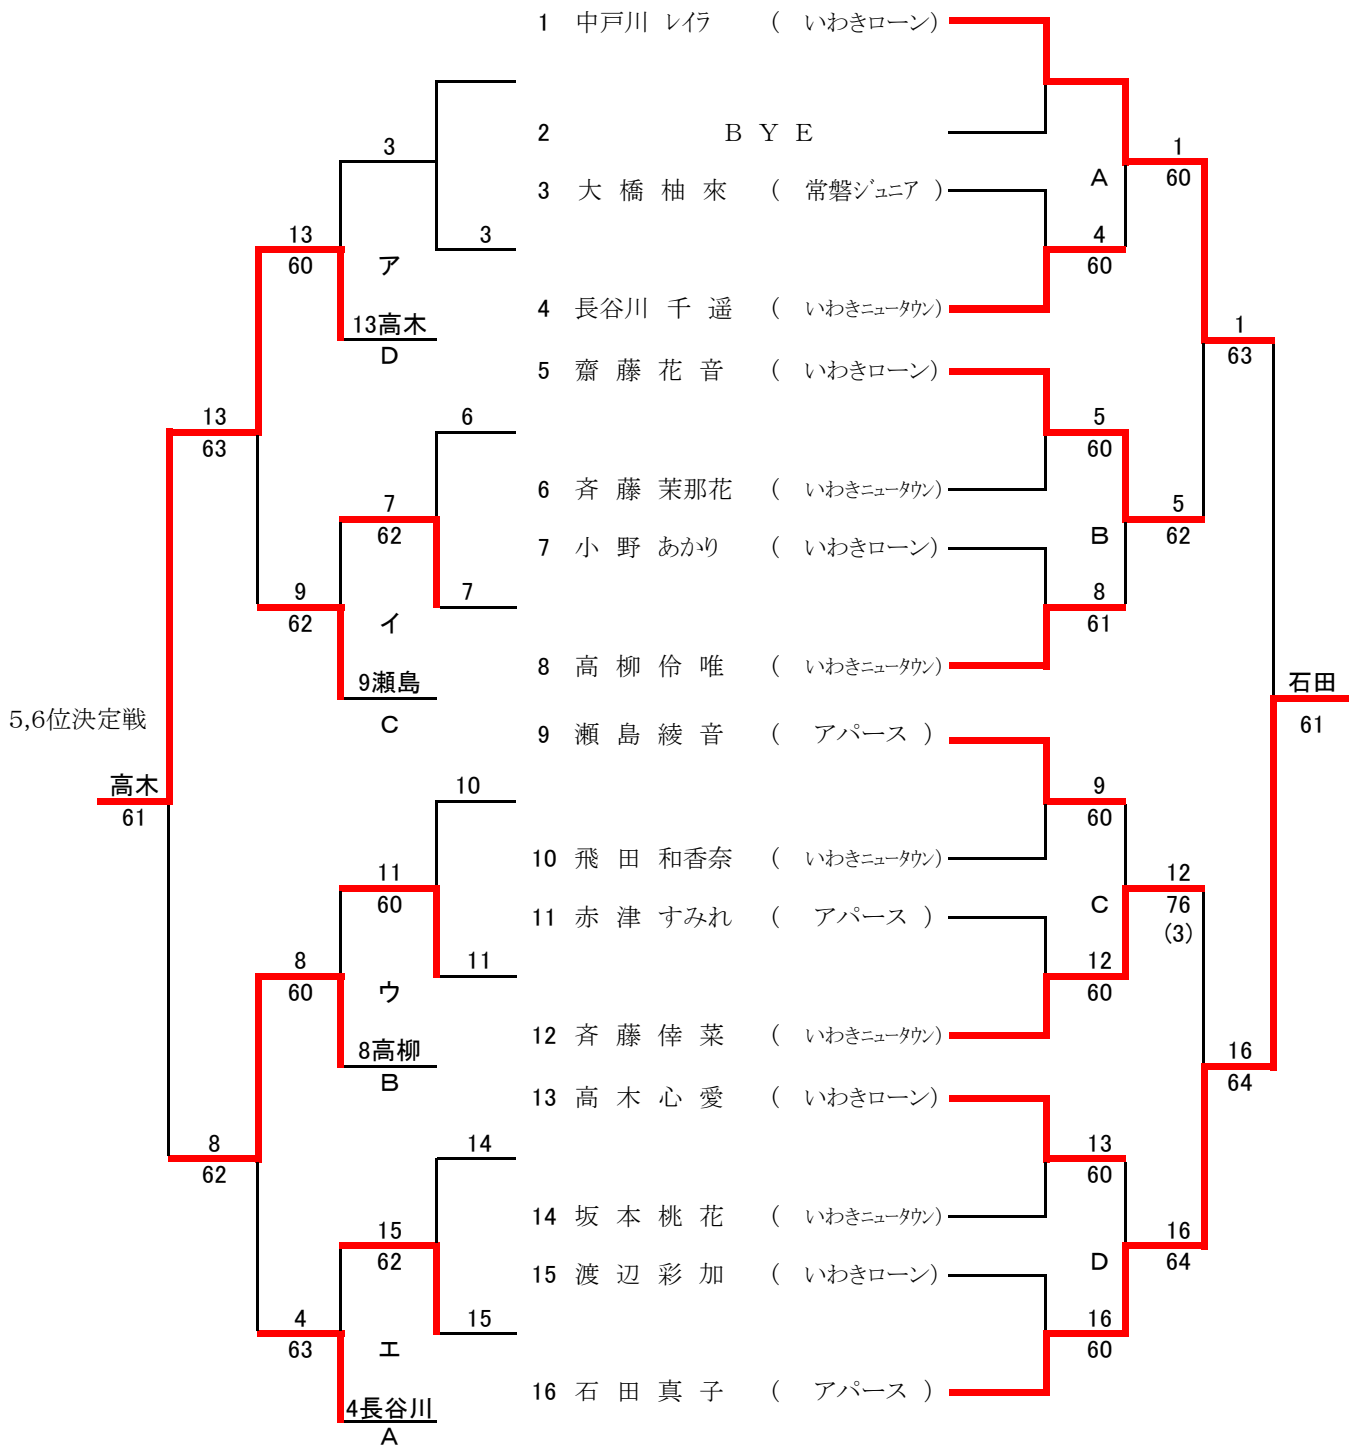 1 中戸川 レイラ ( いわきローン)
2 B Y E
3 大 橋 柚 來 ( 常磐ジュニア )
4 長谷川 千 遥 ( いわきニュータウン)
5 齋 藤 花 音 ( いわきローン)
6 斉 藤 茉那花 ( いわきニュータウン)
7 小 野 あかり ( いわきローン)
8 高 柳 伶 唯 ( いわきニュータウン)
9 瀬 島 綾 音 ( アパース )
10 飛 田 和香奈 ( いわきニュータウン)
11 赤 津 すみれ ( アパース )
12 斉 藤 倖 菜 ( いわきニュータウン)
13 高 木 心 愛 ( いわきローン)
14 坂 本 桃 花 ( いわきニュータウン)
15 渡 辺 彩 加 ( いわきローン)
16 石 田 真 子 ( アパース )
3
3
13
60
ア
13高木
D
13
63
6
7
62
7
9
62
イ
9瀬島
C
5,6位決定戦
高木
61
10
11
60
11
8
60
ウ
8高柳
B
8
62
14
15
62
15
4
63
エ
4長谷川
A
A
1
60
4
60
1
63
5
60
B
5
62
8
61
石田
61
9
60
C
12
76
(3)
12
60
16
64
13
60
D
16
64
16
60